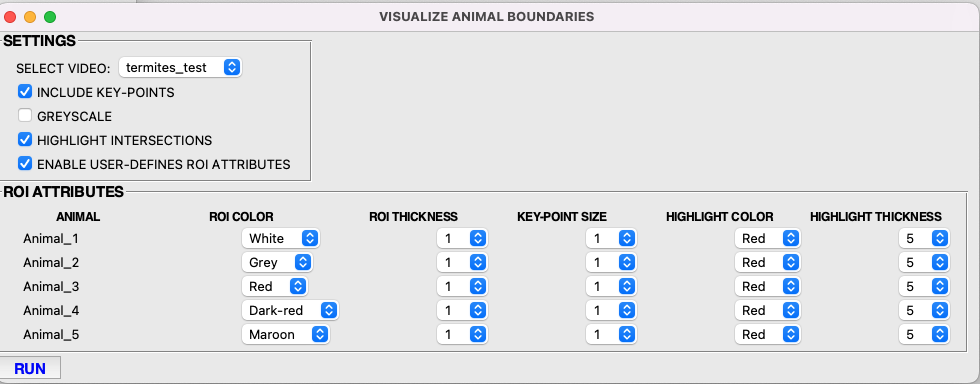 VISUALIZE ANIMAL BOUNDARIES
SETTINGS
SELECT VIDEO: termites_test
INCLUDE KEY-POINTS
GREYSCALE
HIGHLIGHT INTERSECTIONS
ENABLE USER-DEFINES ROI ATTRIBUTES
ROI ATTRIBUTES
ANIMAL ROI COLOR ROI THICKNESS KEY-POINT SIZE HIGHLIGHT COLOR HIGHLIGHT THICKNESS
Animal_1 White 1 1 Red 5
Animal_2 Grey 1 1 Red 5
Animal_3 Red 1 1 Red 5
Animal_4 Dark-red 1 1 Red 5
Animal_5 Maroon 1 1 Red 5
RUN